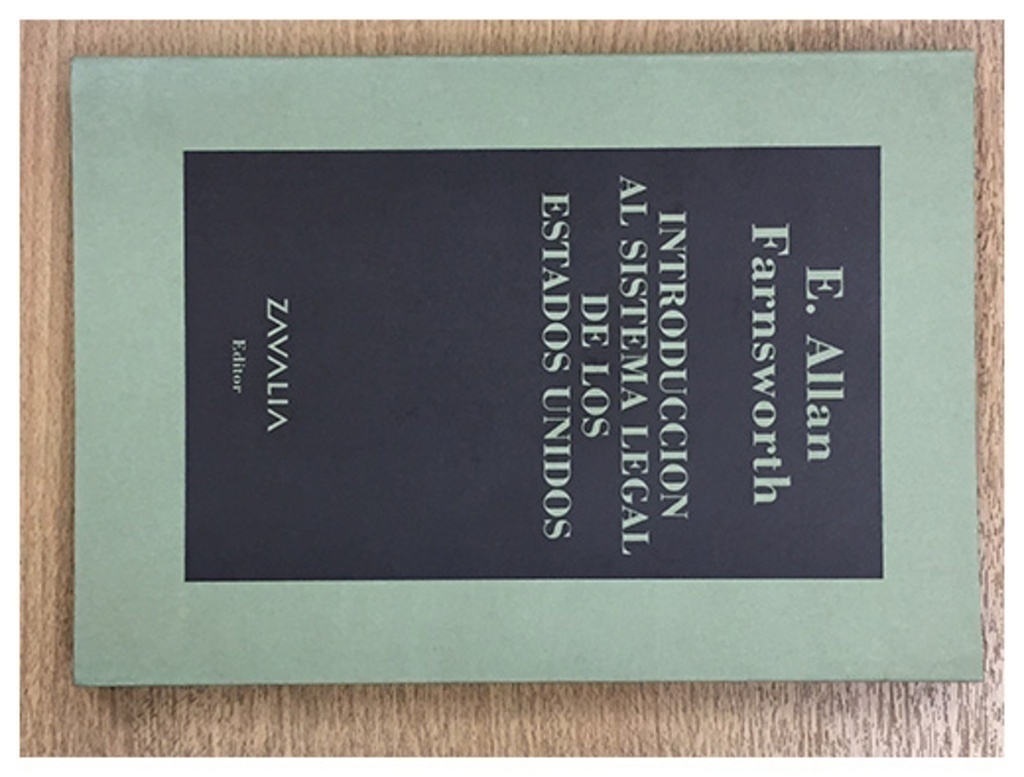 E. Allan
Farnsworth
INTRODUCCION
AL SISTEMA LEGAL
DE LOS
ESTADOS UNIDOS
ZAVALIA
Editor